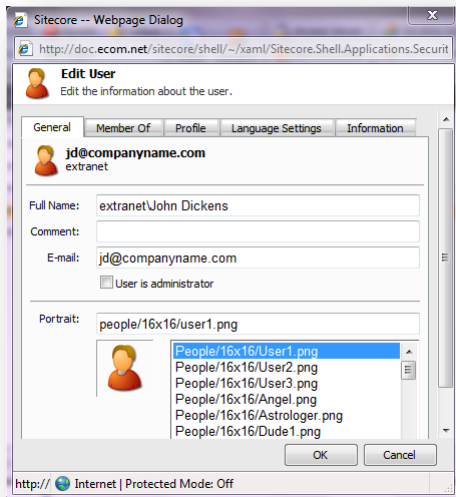 Sitecore -- Webpage Dialog
http://doc.ecom.net/sitecore/shell/~/xaml/Sitecore.Shell.Applications.Securit
Edit User
Edit the information about the user.
General Member Of Profile Language Settings Information
jd@companyname.com
extranet
Full Name: extranet\John Dickens
Comment:
E-mail: jd@companyname.com
User is administrator
Portrait: people/16x16/user1.png
People/16x16/User1.png
People/16x16/User2.png
People/16x16/User3.png
People/16x16/Angel.png
People/16x16/Astrologer.png
People/16x16/Dude1.png
OK Cancel
http:// Internet | Protected Mode: Off